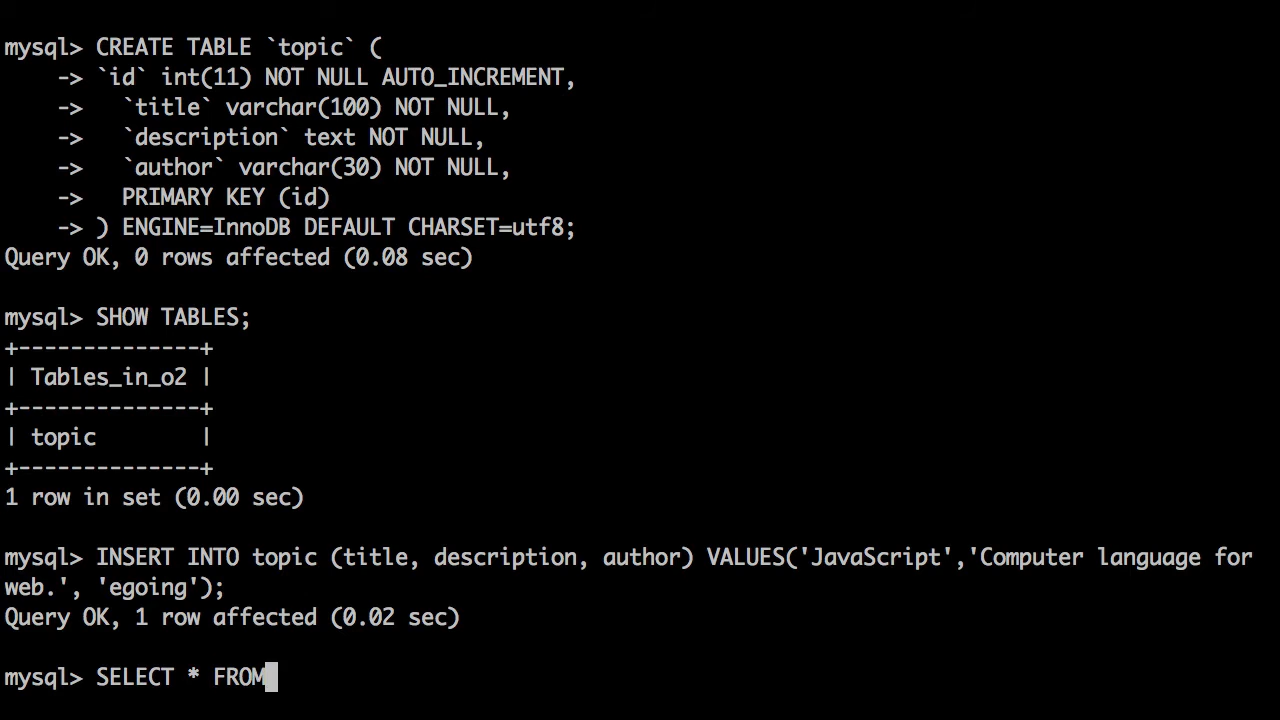 mysql> CREATE TABLE `topic` (
    -> `id` int(11) NOT NULL AUTO_INCREMENT,
    ->   `title` varchar(100) NOT NULL,
    ->   `description` text NOT NULL,
    ->   `author` varchar(30) NOT NULL,
    ->   PRIMARY KEY (id)
    -> ) ENGINE=InnoDB DEFAULT CHARSET=utf8;
Query OK, 0 rows affected (0.08 sec)
mysql> SHOW TABLES;
+--------------+
| Tables_in_o2 |
+--------------+
| topic        |
+--------------+
1 row in set (0.00 sec)
mysql> INSERT INTO topic (title, description, author) VALUES('JavaScript','Computer language for
web.', 'egoing');
Query OK, 1 row affected (0.02 sec)
mysql> SELECT * FROM